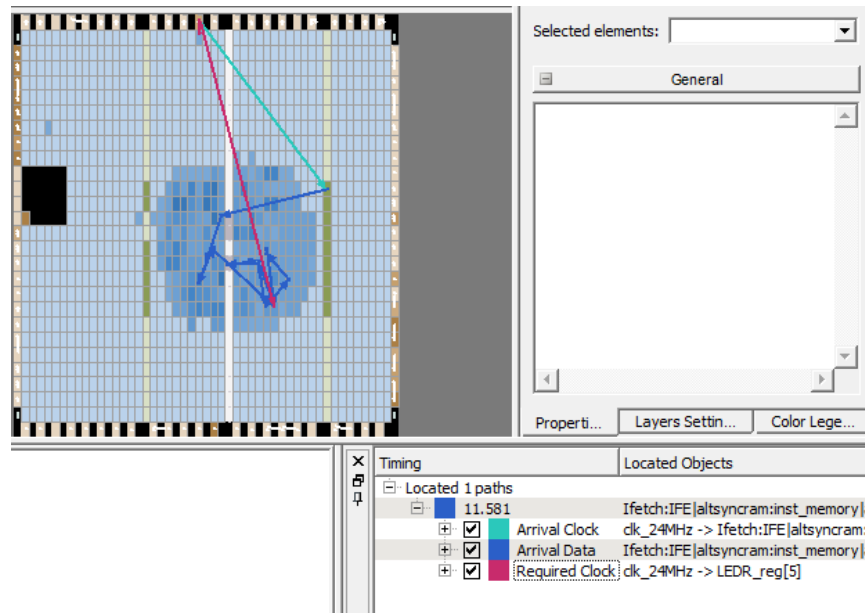 Selected elements:
General
Properti... Layers Settin... Color Lege...
Timing Located Objects
Located 1 paths
11.581 Ifetch:IFE|altsyncram:inst_memory|
Arrival Clock clk_24MHz -> Ifetch:IFE|altsyncram:
Arrival Data Ifetch:IFE|altsyncram:inst_memory|
Required Clock clk_24MHz -> LEDR_reg[5]